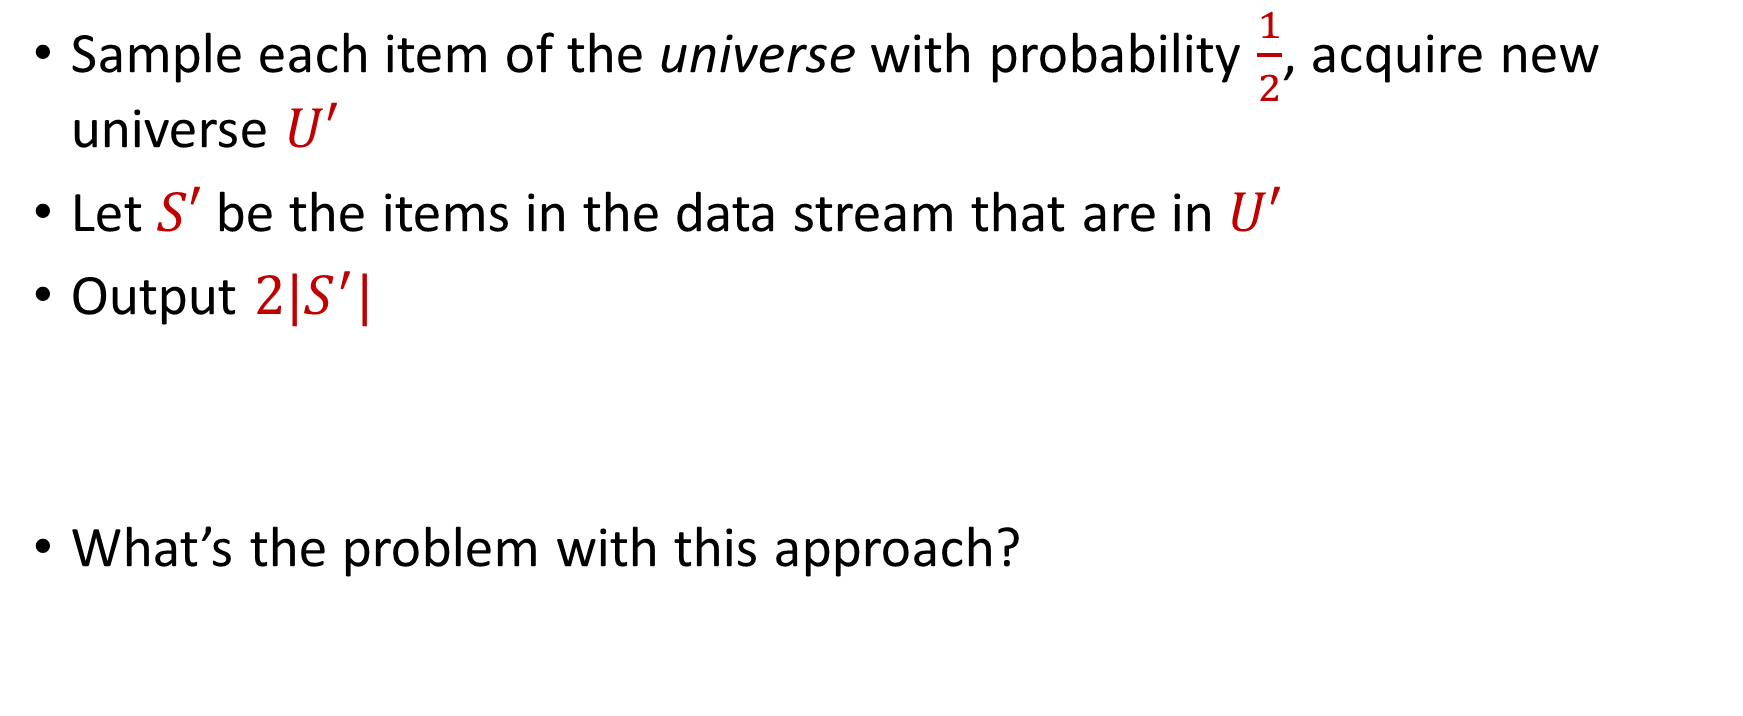 • Sample each item of the universe with probability 1/2, acquire new
universe U′
• Let S′ be the items in the data stream that are in U′
• Output 2|S′|
• What’s the problem with this approach?